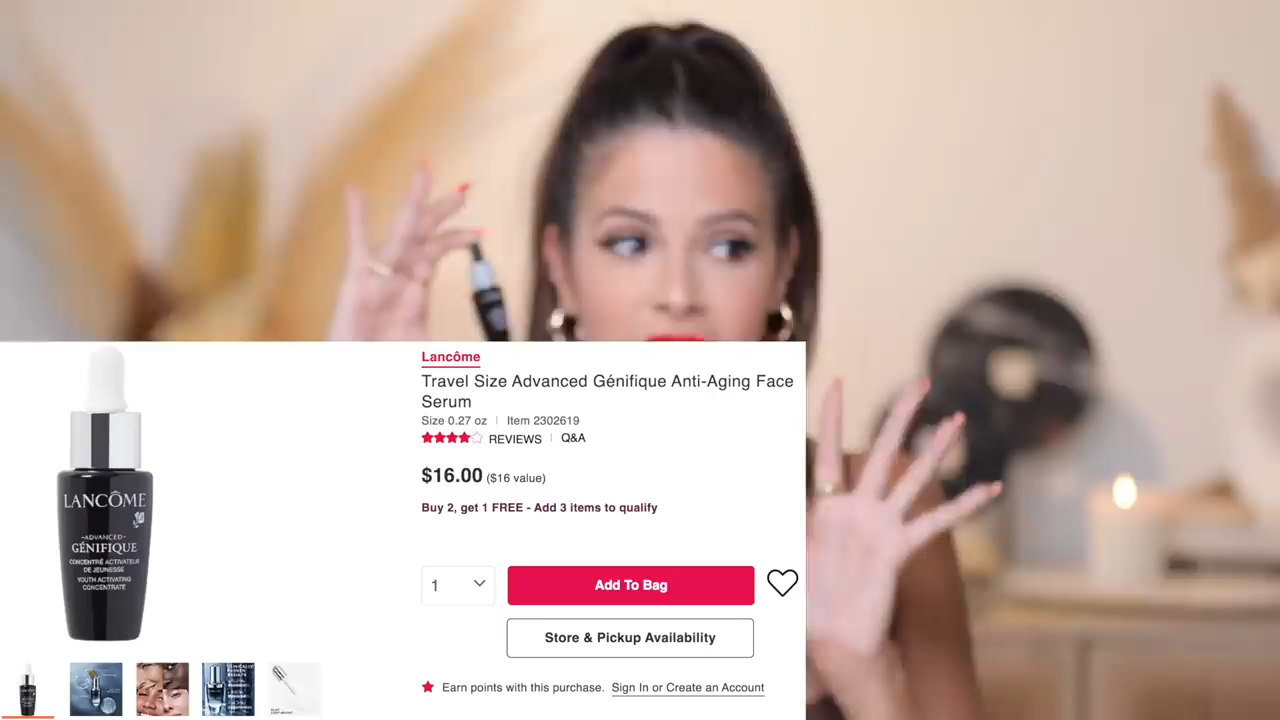 Lancôme
Travel Size Advanced Génifique Anti-Aging Face
Serum
Size 0.27 oz | Item 2302619
REVIEWS | Q&A
$16.00 ($16 value)
Buy 2, get 1 FREE - Add 3 items to qualify
1
Add To Bag
Store & Pickup Availability
Earn points with this purchase. Sign In or Create an Account
LANCÔME
-ADVANCED-
GÉNIFIQUE
CONCENTRÉ ACTIVATEUR
DE JEUNESSE
YOUTH ACTIVATING
CONCENTRATE